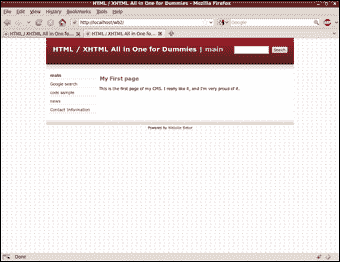 HTML / XHTML All in One for Dummies - Mozilla Firefox
File Edit View History Bookmarks Tools Help
http://localhost/wb2/
Google
HTML / XHTML All in One fo...
HTML / XHTML All in One fo...
HTML / XHTML All in One for Dummies | main
Search
main
Google search
code sample
news
Contact Information
My First page
This is the first page of my CMS. I really like it, and I'm very proud of it.
Powered by Website Baker
Done